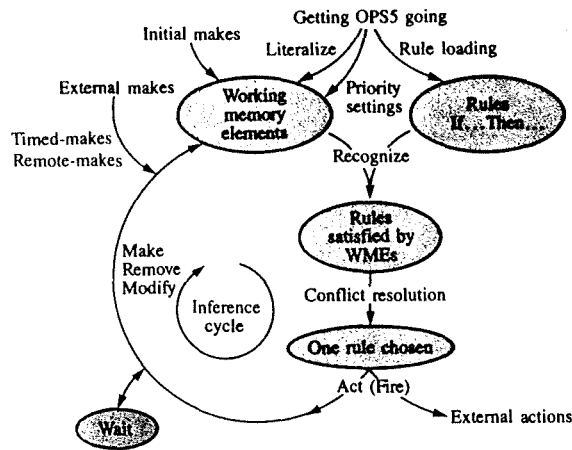 Getting OPS5 going
Initial makes
Literalize
Rule loading
External makes
Working
memory
elements
Priority
settings
Rules
If...Then...
Timed-makes
Remote-makes
Recognize
Rules
satisfied by
WMEs
Make
Remove
Modify
Inference
cycle
Conflict resolution
One rule chosen
Act (Fire)
External actions
Wait